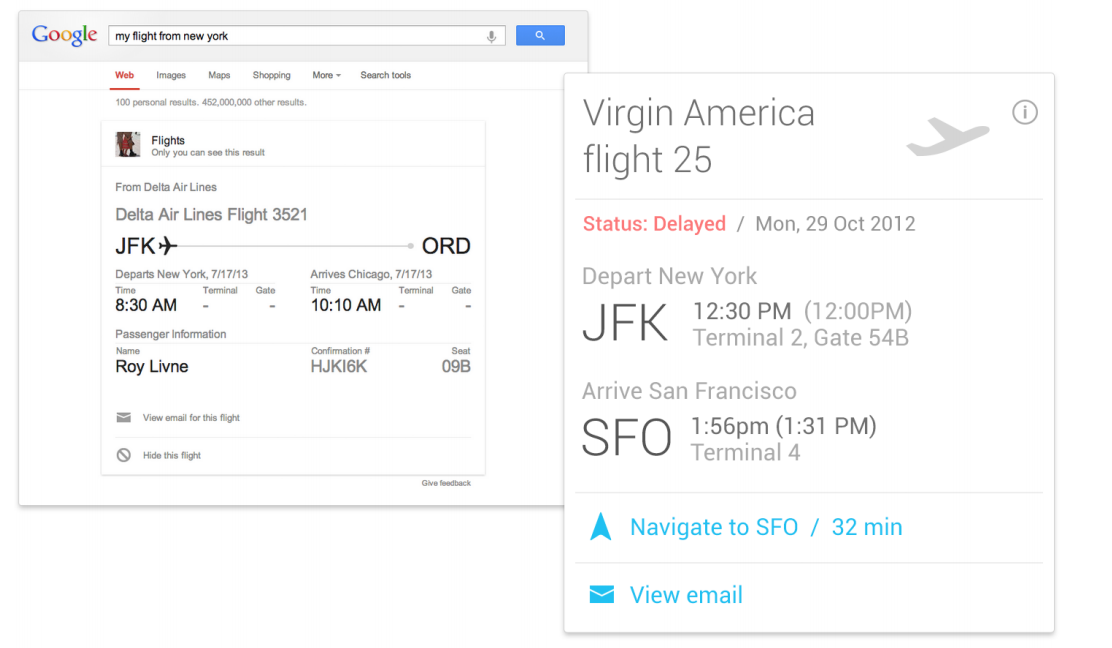 Google my flight from new york
Web Images Maps Shopping More Search tools
100 personal results. 452,000,000 other results.
Flights
Only you can see this result
From Delta Air Lines
Delta Air Lines Flight 3521
JFK ORD
Departs New York, 7/17/13 Arrives Chicago, 7/17/13
Time Terminal Gate Time Terminal Gate
8:30 AM - - 10:10 AM - -
Passenger Information
Name Confirmation # Seat
Roy Livne HJKI6K 09B
View email for this flight
Hide this flight
Give feedback
Virgin America
flight 25
Status: Delayed / Mon, 29 Oct 2012
Depart New York
JFK 12:30 PM (12:00PM)
Terminal 2, Gate 54B
Arrive San Francisco
SFO 1:56pm (1:31 PM)
Terminal 4
Navigate to SFO / 32 min
View email